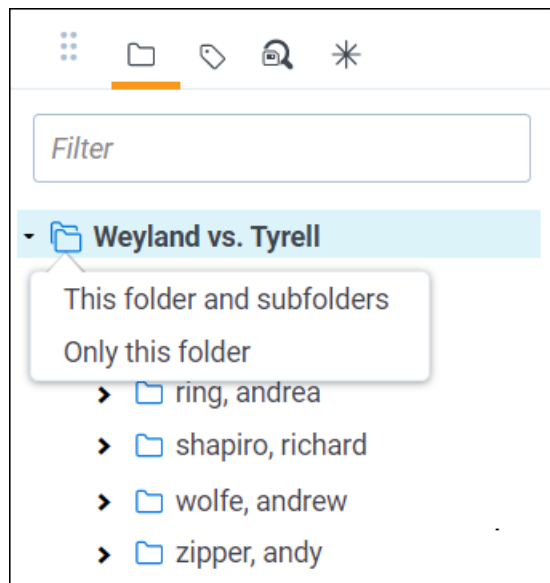 Filter
Weyland vs. Tyrell
This folder and subfolders
Only this folder
ring, andrea
shapiro, richard
wolfe, andrew
zipper, andy